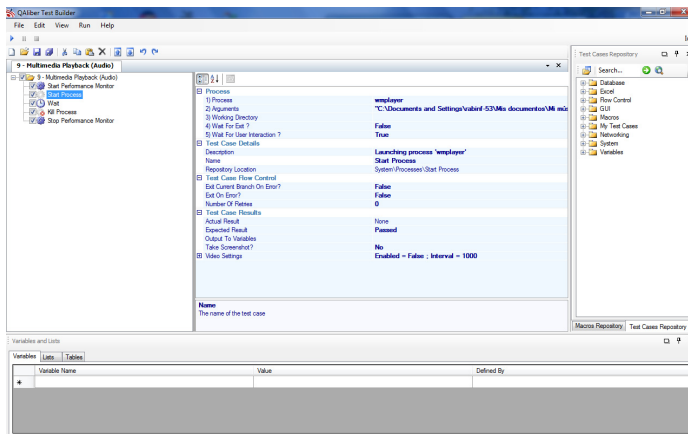 QAliber Test Builder
File Edit View Run Help
9 - Multimedia Playback (Audio)
9 - Multimedia Playback (Audio)
Start Performance Monitor
Start Process
Wait
Kill Process
Stop Performance Monitor
Process
1) Process wmplayer
2) Arguments "C:\Documents and Settings\rabinf-53\Mis documentos\Mi mús
3) Working Directory
4) Wait For Exit ? False
5) Wait For User Interaction ? True
Test Case Details
Description Launching process 'wmplayer'
Name Start Process
Repository Location System\Processes\Start Process
Test Case Flow Control
Exit Current Branch On Error? False
Exit On Error? False
Number Of Retries 0
Test Case Results
Actual Result None
Expected Result Passed
Output To Variables
Take Screenshot? No
Video Settings Enabled = False ; Interval = 1000
Name
The name of the test case
Test Cases Repository
Search...
Database
Excel
Flow Control
GUI
Macros
My Test Cases
Networking
System
Variables
Macros Repository Test Cases Repository
Variables and Lists
Variables Lists Tables
Variable Name Value Defined By